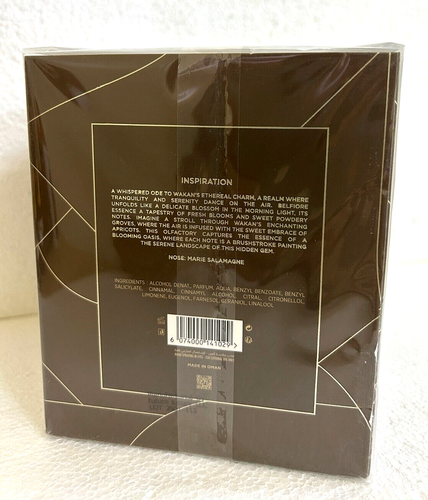 INSPIRATION
A WHISPERED ODE TO WAKAN'S ETHEREAL CHARM, A REALM WHERE
TRANQUILITY AND SERENITY DANCE ON THE AIR. BELFIORE
UNFOLDS LIKE A DELICATE BLOSSOM IN THE MORNING LIGHT, ITS
ESSENCE A TAPESTRY OF FRESH BLOOMS AND SWEET POWDERY
NOTES. IMAGINE A STROLL THROUGH WAKAN'S ENCHANTING
GROVES, WHERE THE AIR IS INFUSED WITH THE SWEET EMBRACE OF
APRICOTS. THIS OLFACTORY CAPTURES THE ESSENCE OF A
BLOOMING OASIS, WHERE EACH NOTE IS A BRUSHSTROKE PAINTING
THE SERENE LANDSCAPE OF THIS HIDDEN GEM.
NOSE: MARIE SALAMAGNE
INGREDIENTS: ALCOHOL DENAT., PARFUM, AQUA, BENZYL BENZOATE, BENZYL
SALICYLATE, CINNAMAL, CINNAMYL ALCOHOL, CITRAL, CITRONELLOL,
LIMONENE, EUGENOL, FARNESOL, GERANIOL, LINALOOL
6 074000 141029 >
MADE IN OMAN